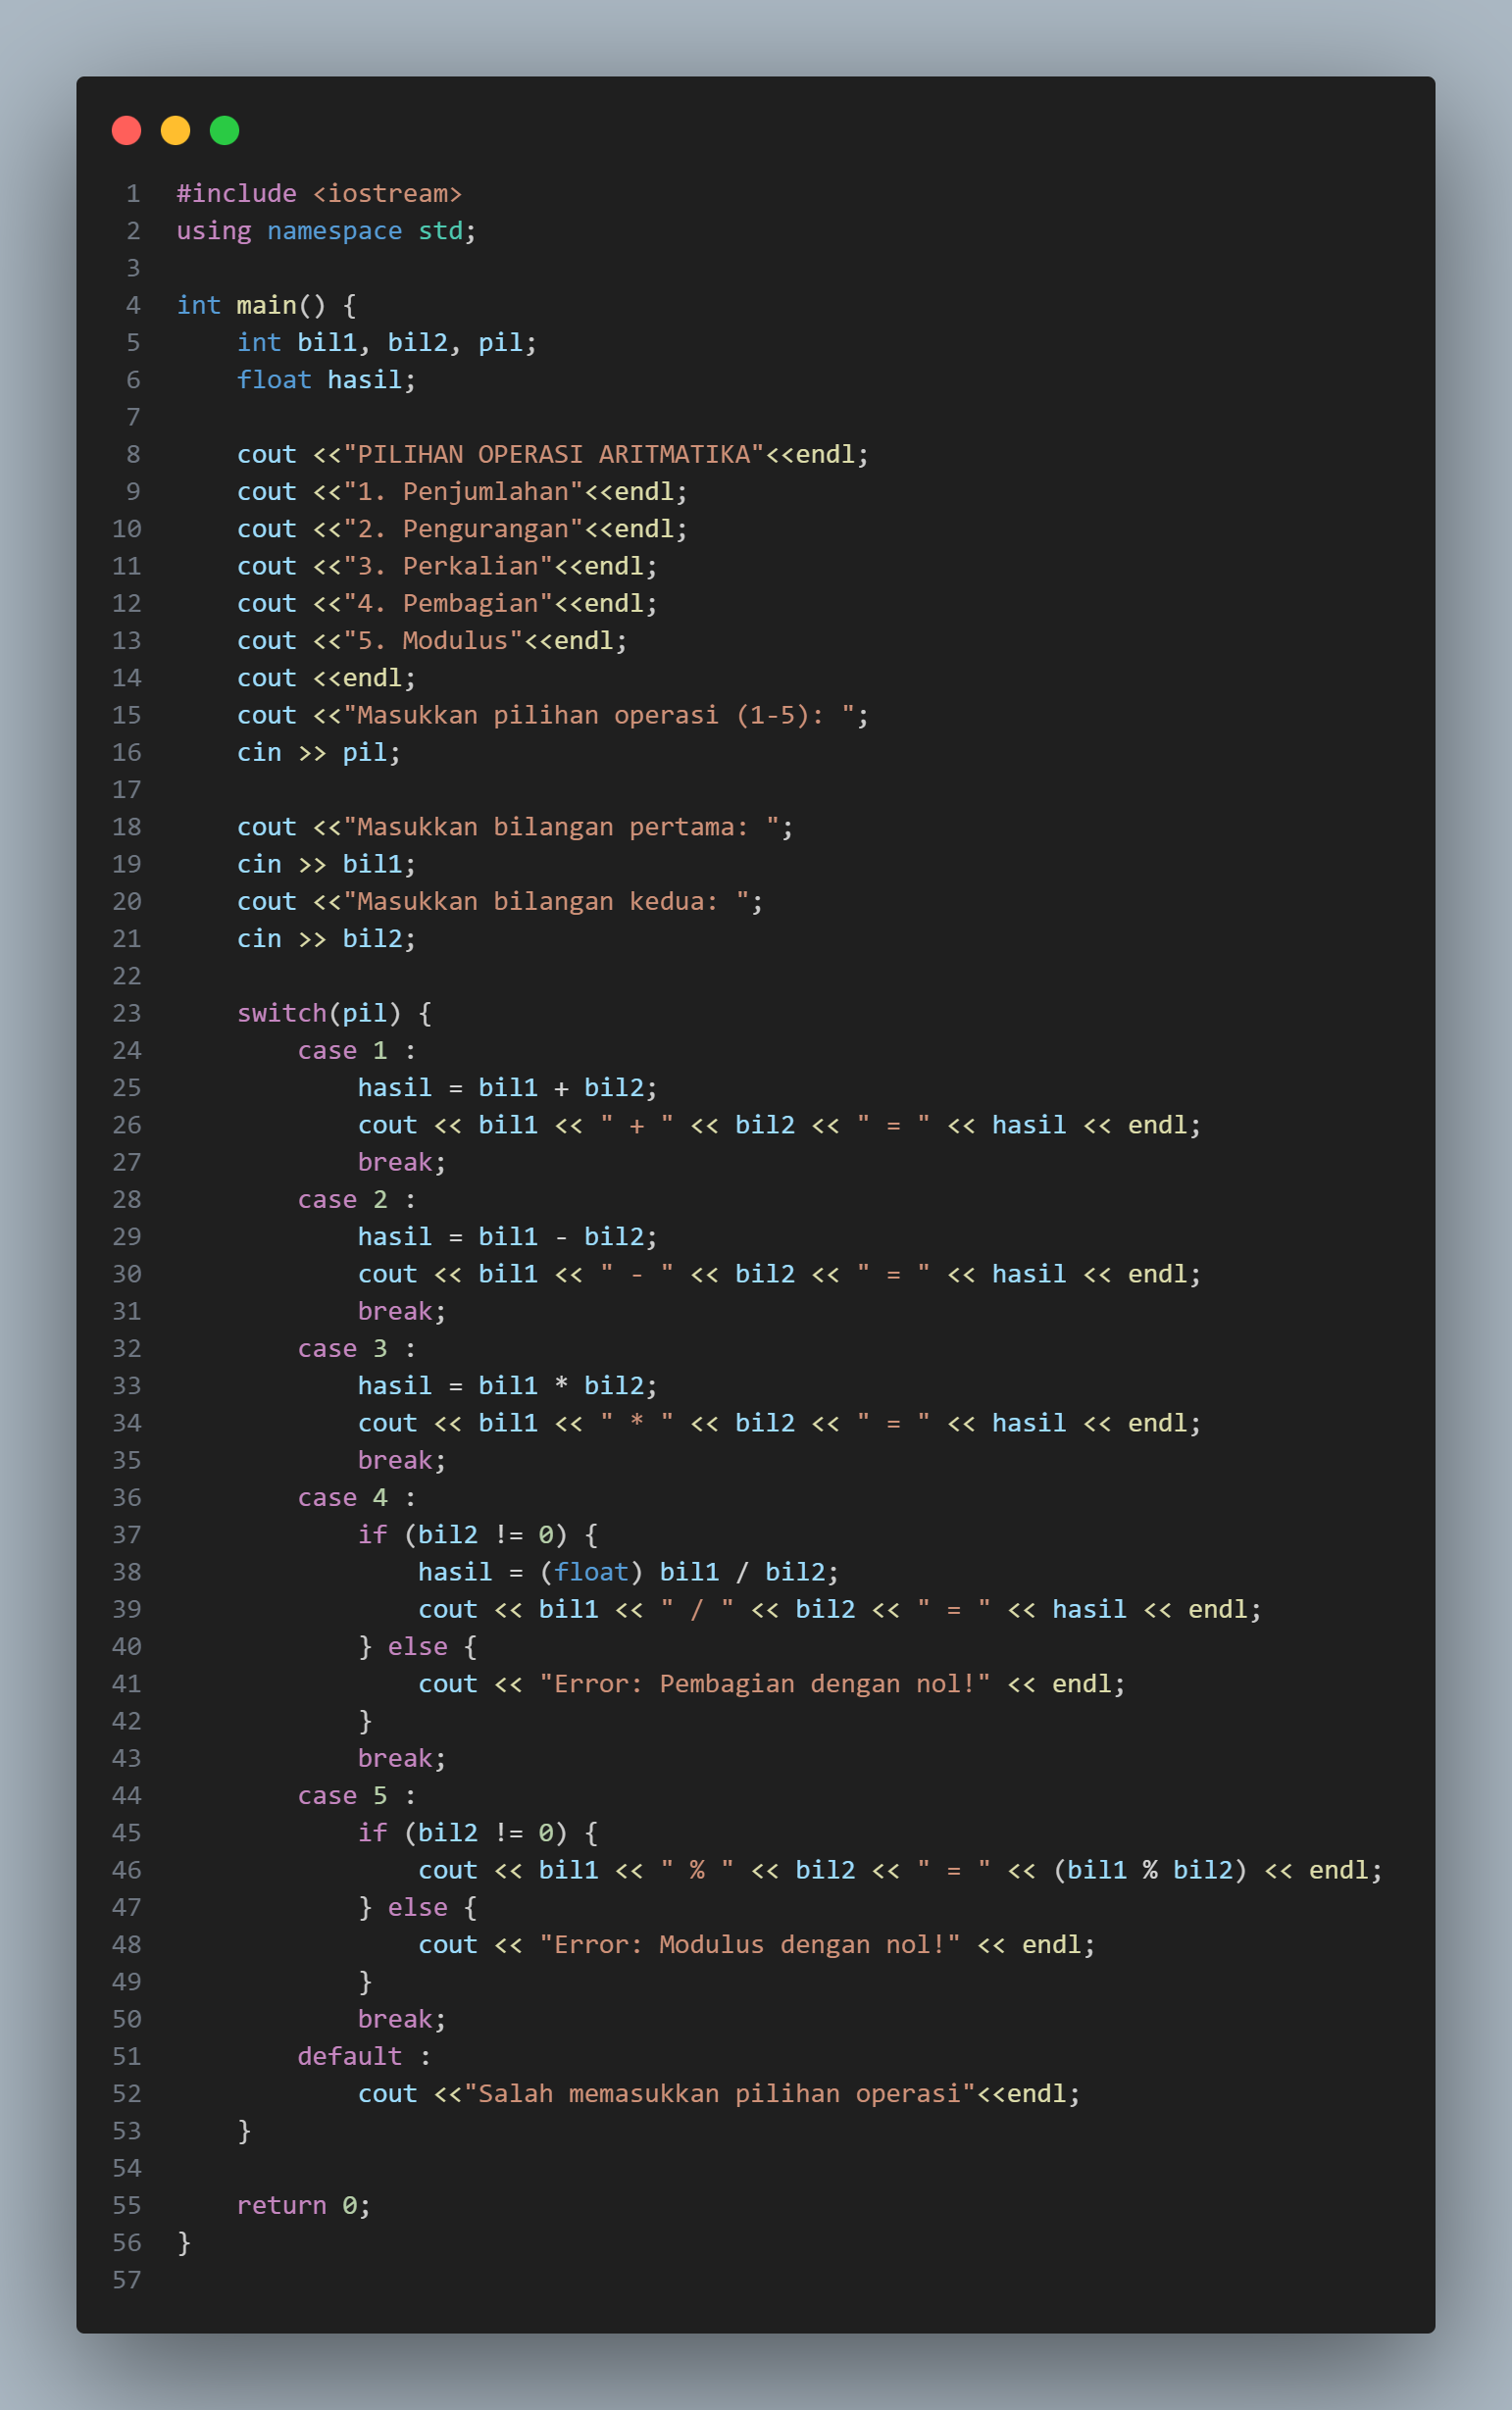 1 #include <iostream>
2 using namespace std;
3
4 int main() {
5     int bil1, bil2, pil;
6     float hasil;
7
8     cout <<"PILIHAN OPERASI ARITMATIKA"<<endl;
9     cout <<"1. Penjumlahan"<<endl;
10     cout <<"2. Pengurangan"<<endl;
11     cout <<"3. Perkalian"<<endl;
12     cout <<"4. Pembagian"<<endl;
13     cout <<"5. Modulus"<<endl;
14     cout <<endl;
15     cout <<"Masukkan pilihan operasi (1-5): ";
16     cin >> pil;
17
18     cout <<"Masukkan bilangan pertama: ";
19     cin >> bil1;
20     cout <<"Masukkan bilangan kedua: ";
21     cin >> bil2;
22
23     switch(pil) {
24         case 1 :
25             hasil = bil1 + bil2;
26             cout << bil1 << " + " << bil2 << " = " << hasil << endl;
27             break;
28         case 2 :
29             hasil = bil1 - bil2;
30             cout << bil1 << " - " << bil2 << " = " << hasil << endl;
31             break;
32         case 3 :
33             hasil = bil1 * bil2;
34             cout << bil1 << " * " << bil2 << " = " << hasil << endl;
35             break;
36         case 4 :
37             if (bil2 != 0) {
38                 hasil = (float) bil1 / bil2;
39                 cout << bil1 << " / " << bil2 << " = " << hasil << endl;
40             } else {
41                 cout << "Error: Pembagian dengan nol!" << endl;
42             }
43             break;
44         case 5 :
45             if (bil2 != 0) {
46                 cout << bil1 << " % " << bil2 << " = " << (bil1 % bil2) << endl;
47             } else {
48                 cout << "Error: Modulus dengan nol!" << endl;
49             }
50             break;
51         default :
52             cout <<"Salah memasukkan pilihan operasi"<<endl;
53     }
54
55     return 0;
56 }
57